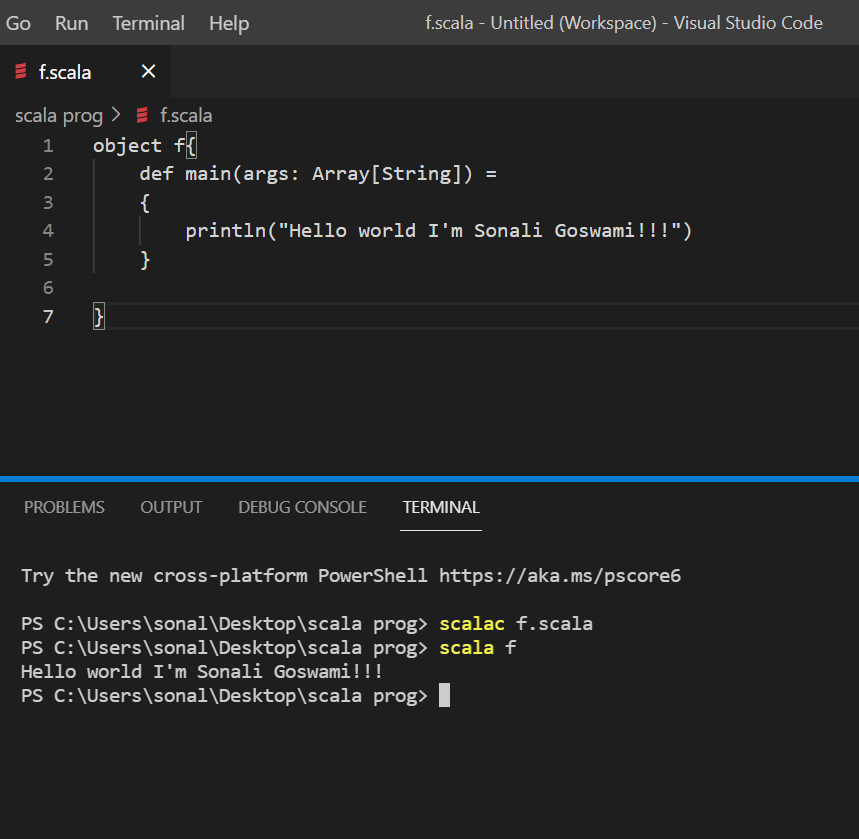 Go Run Terminal Help f.scala - Untitled (Workspace) - Visual Studio Code
f.scala ×
scala prog > f.scala
1 object f{
2     def main(args: Array[String]) =
3     {
4         println("Hello world I'm Sonali Goswami!!!")
5     }
6
7 }
PROBLEMS OUTPUT DEBUG CONSOLE TERMINAL
Try the new cross-platform PowerShell https://aka.ms/pscore6
PS C:\Users\sonal\Desktop\scala prog> scalac f.scala
PS C:\Users\sonal\Desktop\scala prog> scala f
Hello world I'm Sonali Goswami!!!
PS C:\Users\sonal\Desktop\scala prog>